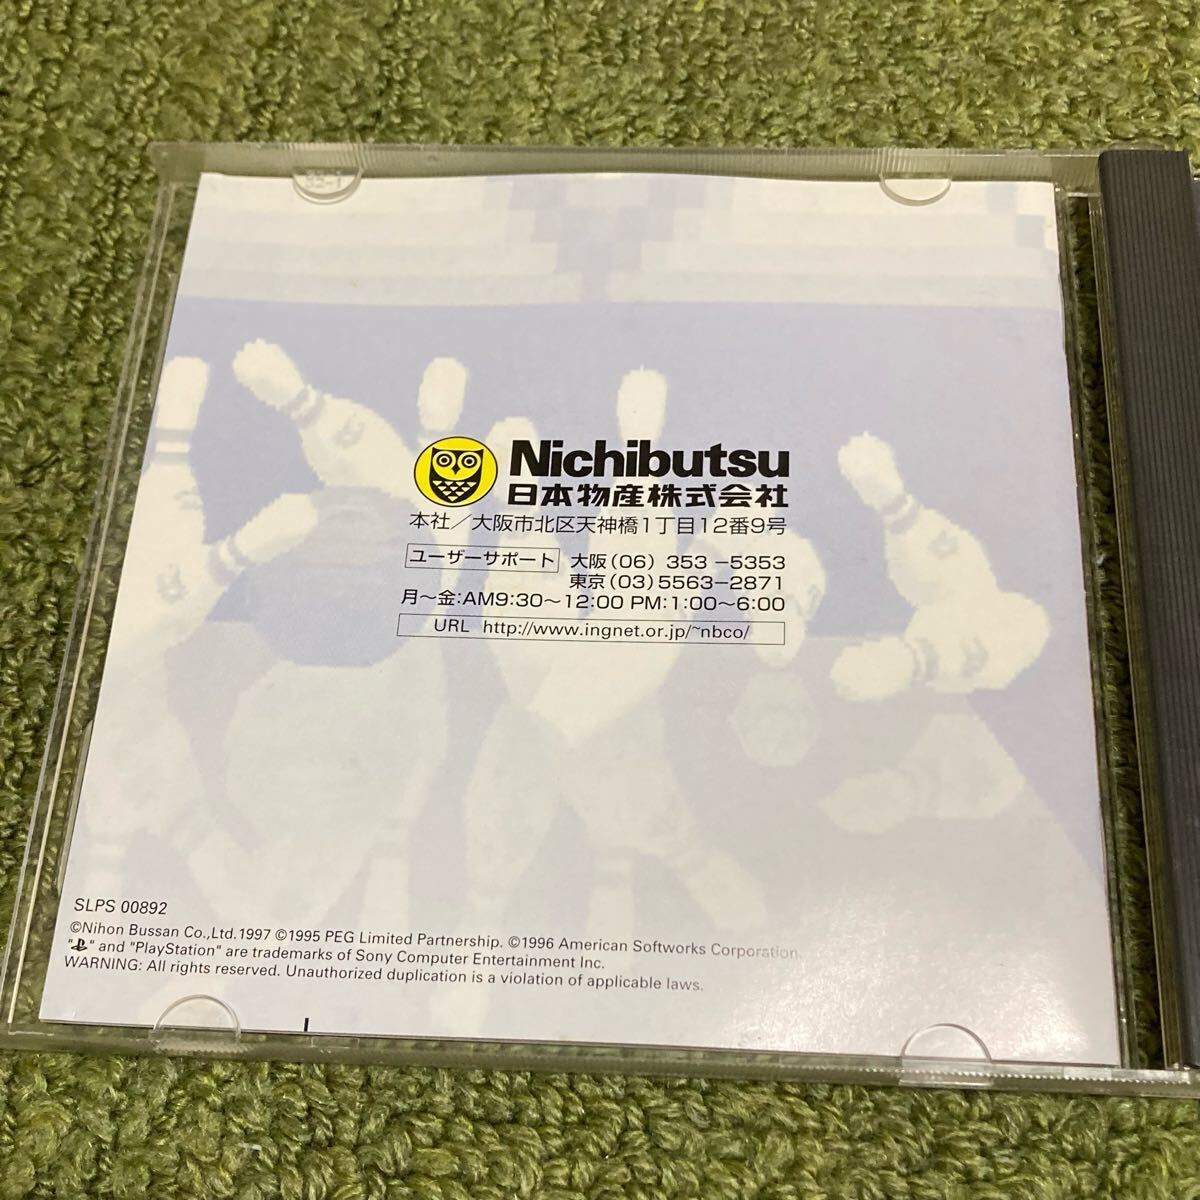 Nichibutsu
日本物産株式会社
本社／大阪市北区天神橋1丁目12番9号
ユーザーサポート 大阪(06) 353-5353
東京(03)5563-2871
月～金:AM9:30～12:00 PM:1:00～6:00
URL http://www.ingnet.or.jp/~nbco/
SLPS 00892
©Nihon Bussan Co.,Ltd.1997 ©1995 PEG Limited Partnership. ©1996 American Softworks Corporation.
" " and "PlayStation" are trademarks of Sony Computer Entertainment Inc.
WARNING: All rights reserved. Unauthorized duplication is a violation of applicable laws.